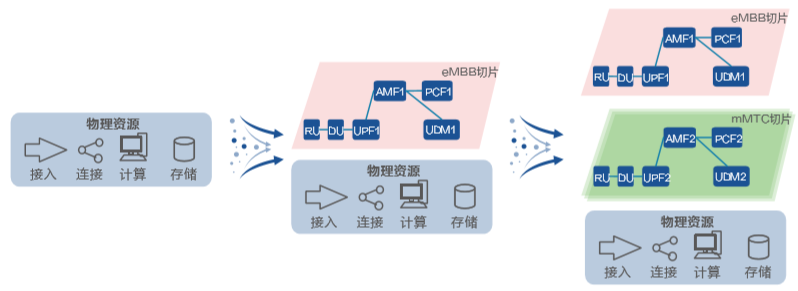 物理资源
接入 连接 计算 存储
eMBB切片
AMF1 PCF1
RU DU UPF1 UDM1
物理资源
接入 连接 计算 存储
eMBB切片
AMF1 PCF1
RU DU UPF1 UDM1
mMTC切片
AMF2 PCF2
RU DU UPF2 UDM2
物理资源
接入 连接 计算 存储